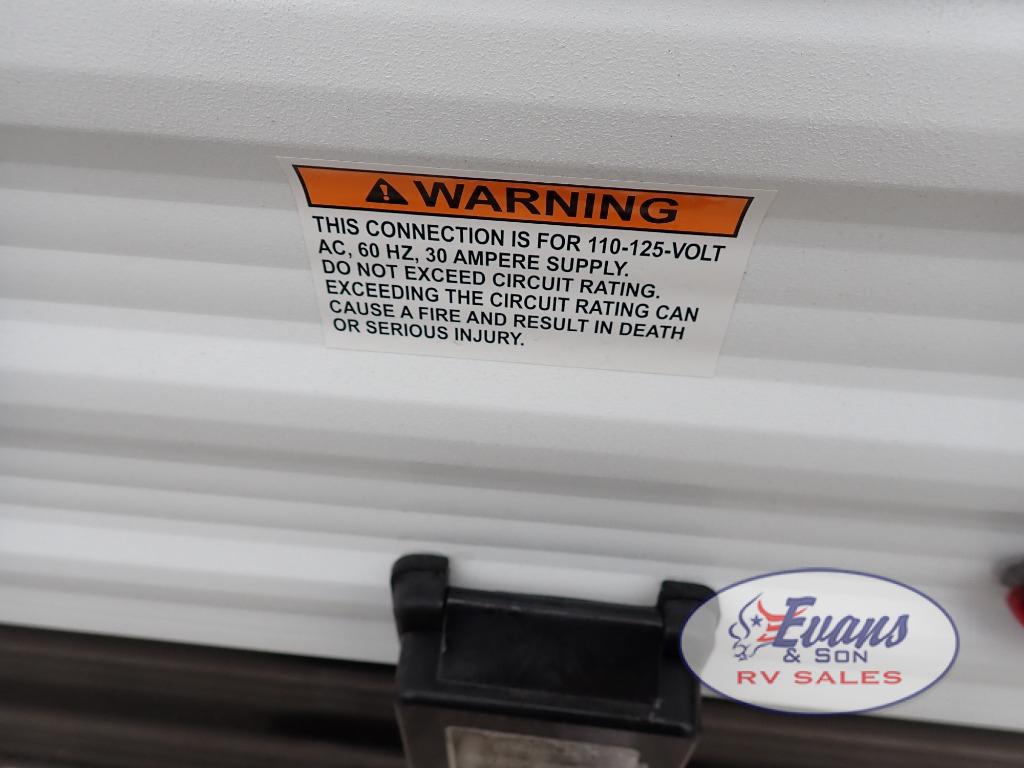 WARNING
THIS CONNECTION IS FOR 110-125-VOLT
AC, 60 HZ, 30 AMPERE SUPPLY.
DO NOT EXCEED CIRCUIT RATING.
EXCEEDING THE CIRCUIT RATING CAN
CAUSE A FIRE AND RESULT IN DEATH
OR SERIOUS INJURY.
Evans
& SON
RV SALES